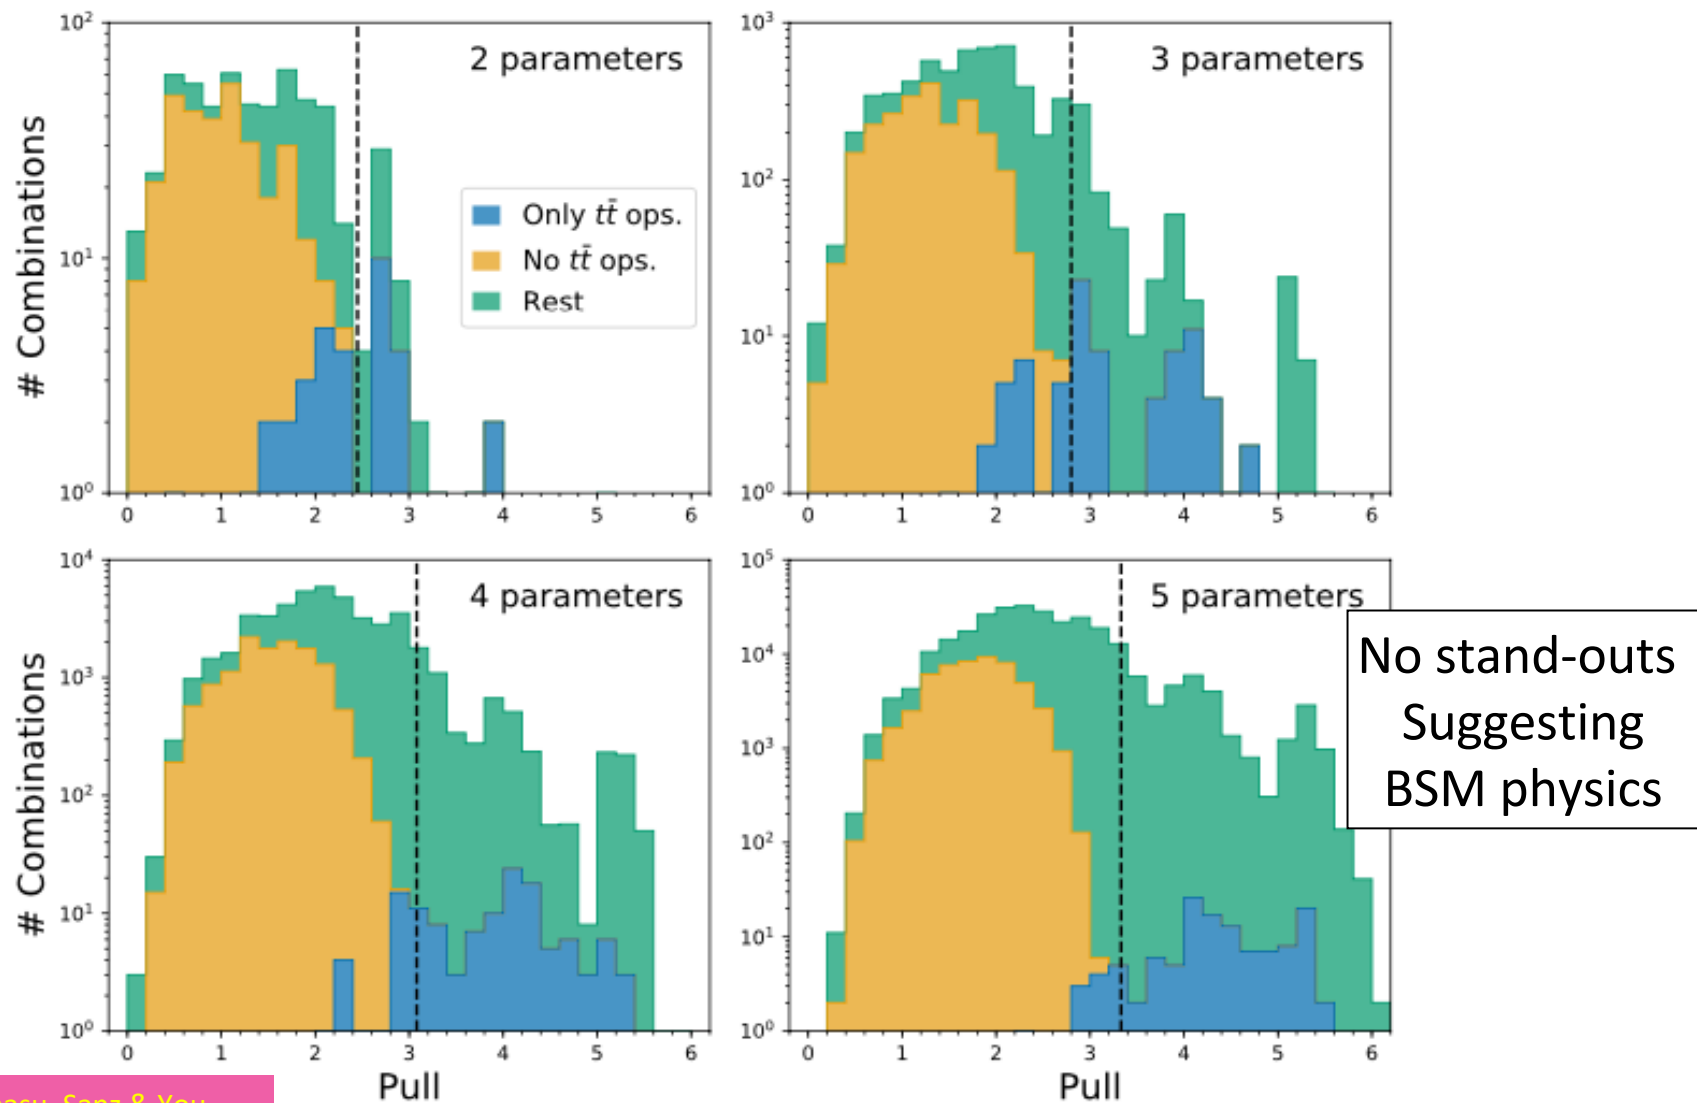 10² 10³
2 parameters 3 parameters
# Combinations
Only tt̄ ops.
No tt̄ ops.
Rest
10² 10¹ 10¹
10⁰ 10⁰
0 1 2 3 4 5 6 0 1 2 3 4 5 6
10⁴ 10⁵
4 parameters 5 parameters
No stand-outs
Suggesting
BSM physics
# Combinations
10⁴ 10³ 10³ 10² 10² 10¹ 10¹
10⁰ 10⁰
0 1 2 3 4 5 6 0 1 2 3 4 5 6
Pull Pull
Sanz & You